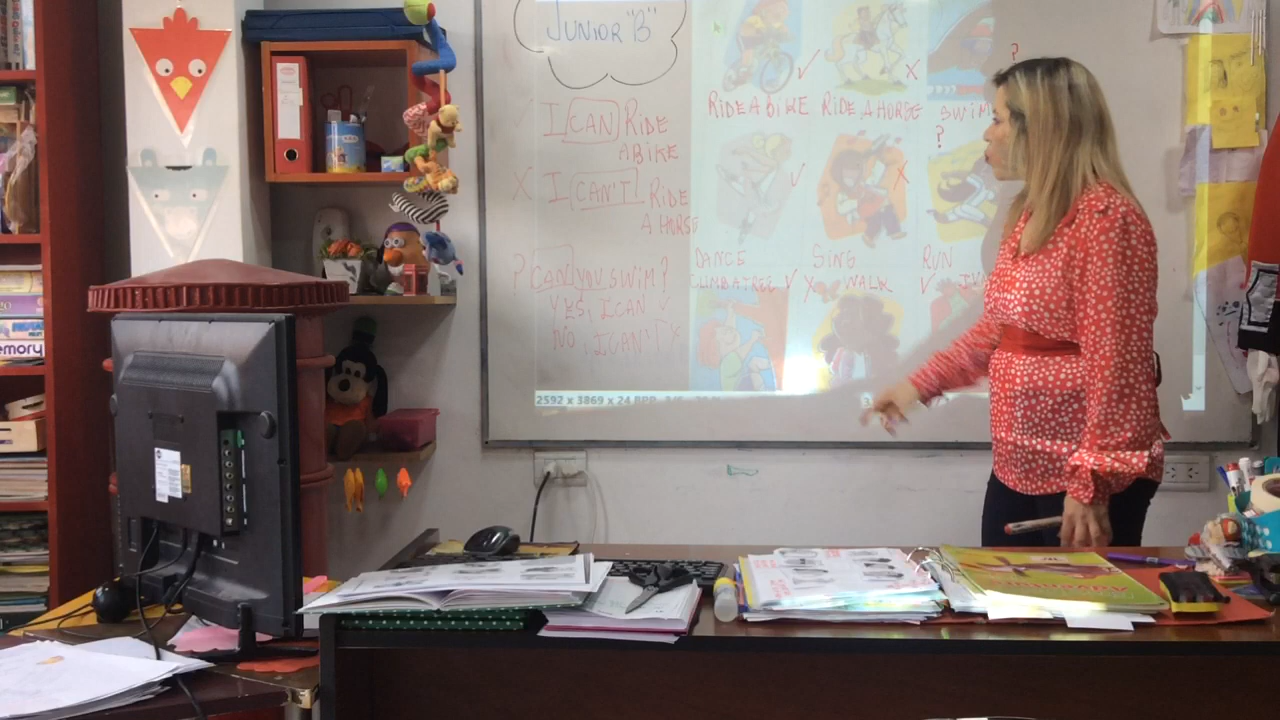 JUNIOR "B"
I CAN RIDE
A BIKE
X I CAN'T RIDE
A HORSE
? CAN YOU SWIM?
YES, I CAN ✓
NO, I CAN'T X
?
✓ X
RIDE A BIKE RIDE A HORSE SWIM
?
✓ X
DANCE SING RUN
CLIMB A TREE ✓ X WALK ✓
2592 x 3869 x 24 BPP
emory